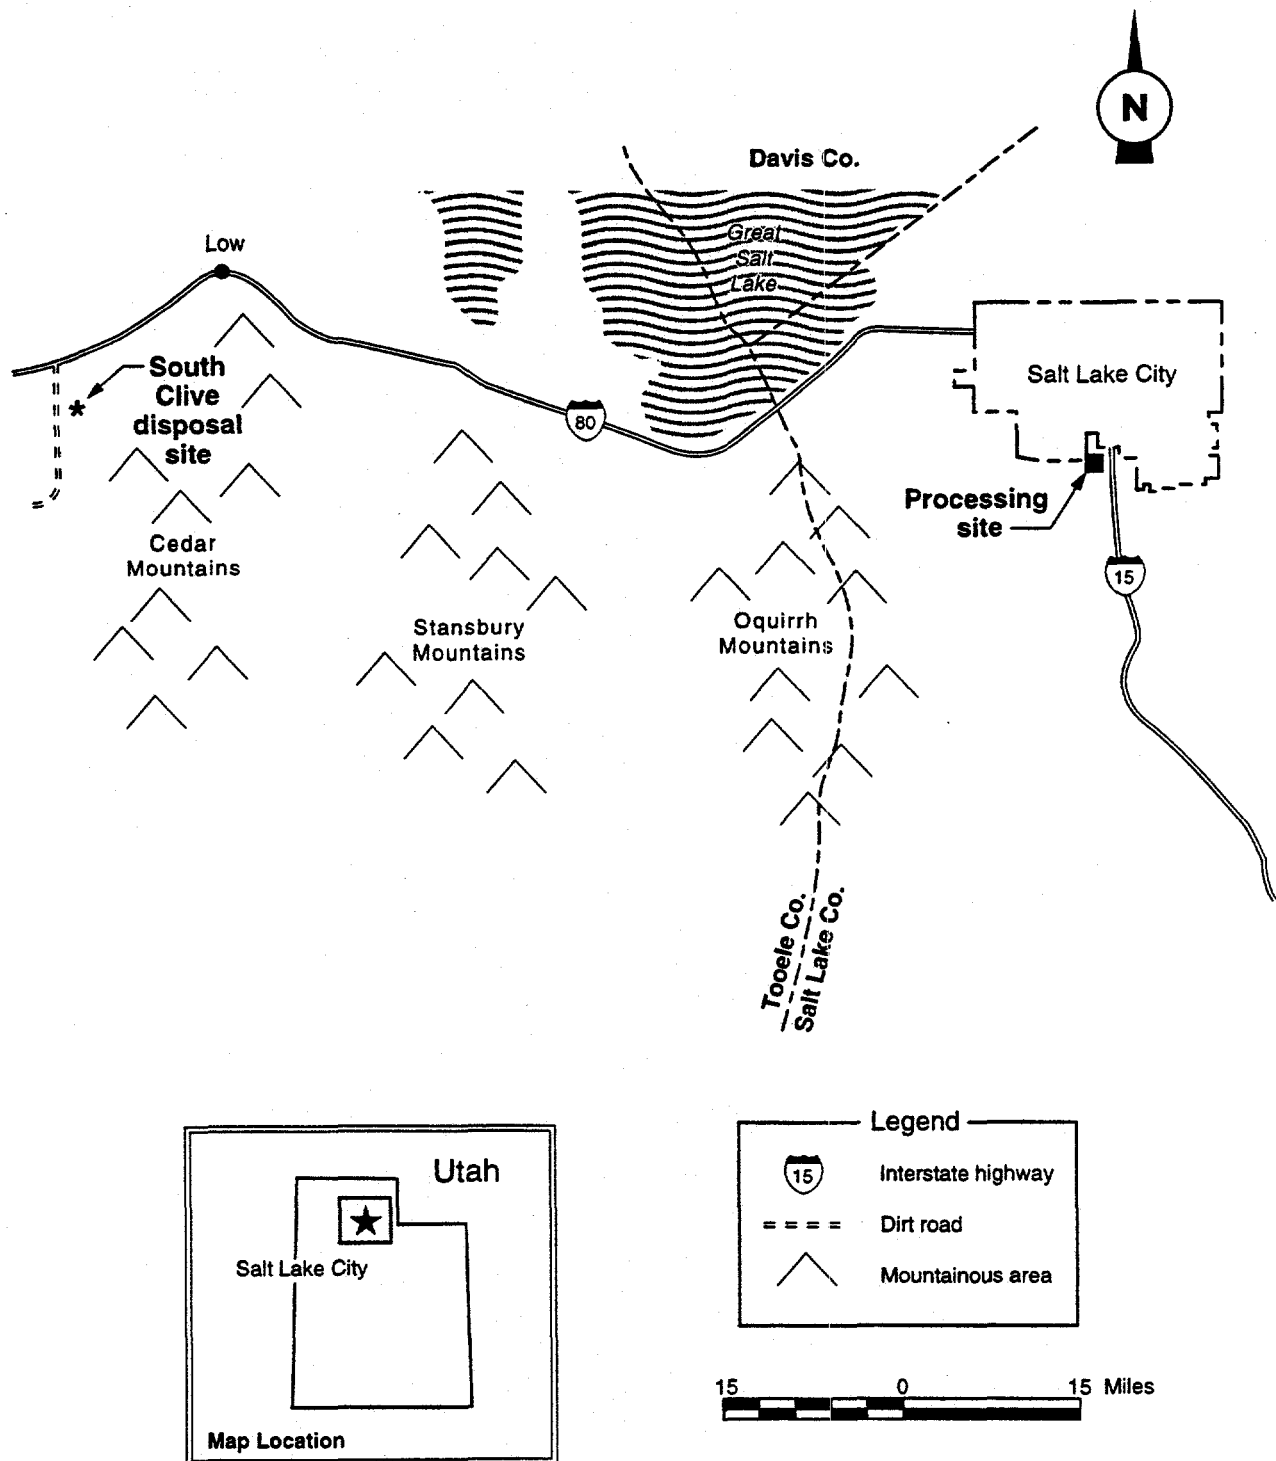 N
Davis Co.
Great
Salt
Lake
Low
South
Clive
disposal
site
80
Salt Lake City
Processing
site
15
Cedar
Mountains
Stansbury
Mountains
Oquirrh
Mountains
Tooele Co.
Salt Lake Co.
Utah
Salt Lake City
Map Location
Legend
15 Interstate highway
Dirt road
Mountainous area
15 0 15 Miles